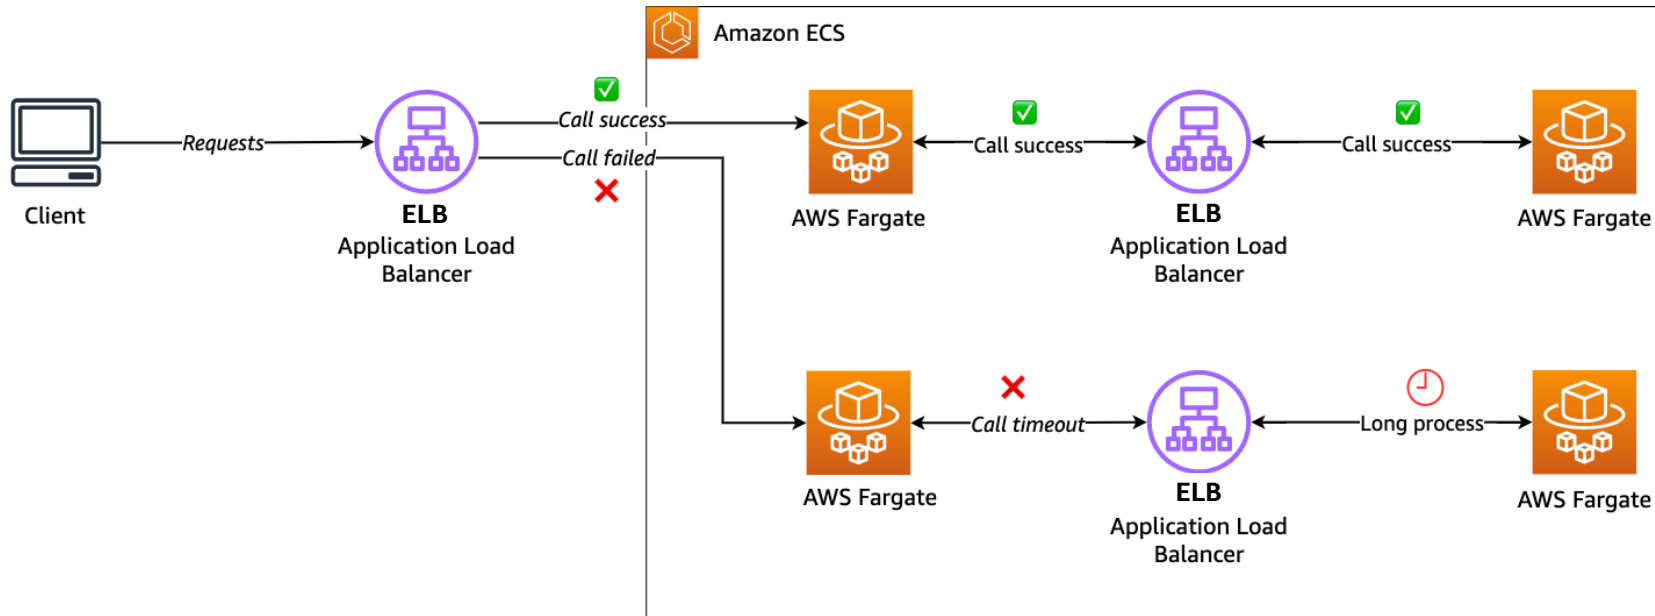 Amazon ECS
Call success
Requests
Call success
Call success
Call failed
Client
ELB
Application Load
Balancer
AWS Fargate
ELB
Application Load
Balancer
AWS Fargate
Call timeout
Long process
AWS Fargate
ELB
Application Load
Balancer
AWS Fargate